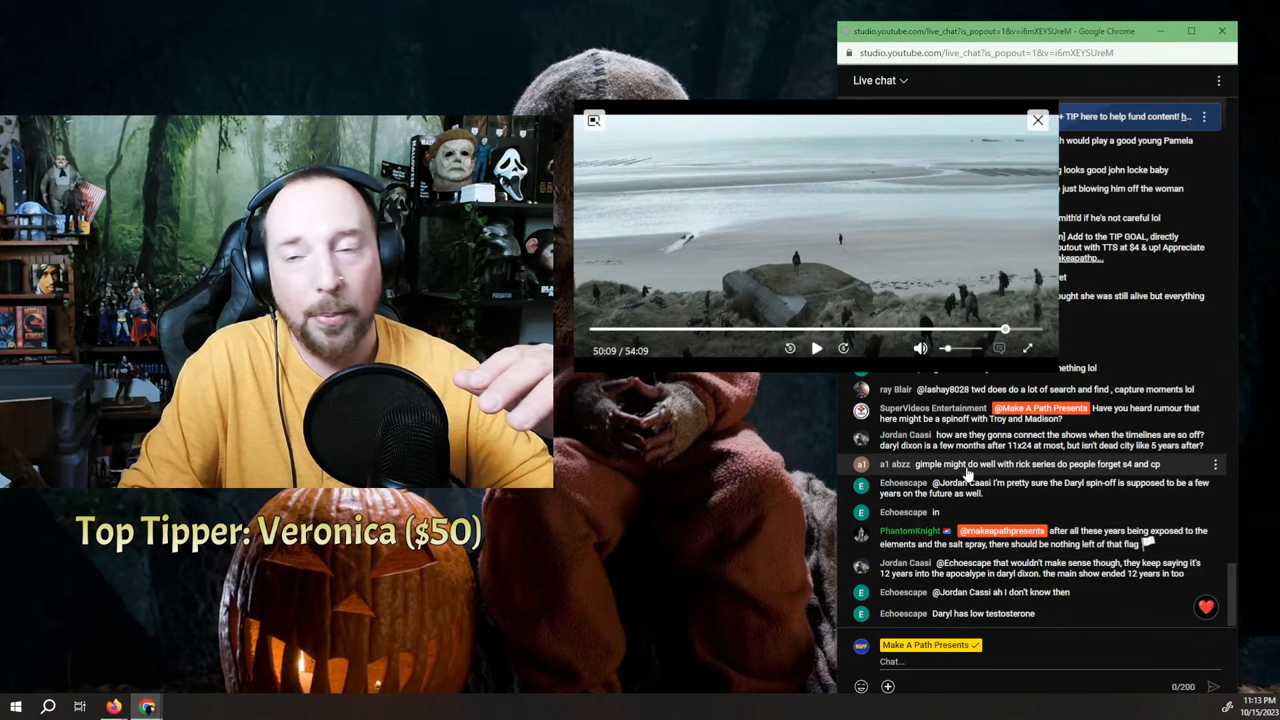 studio.youtube.com/live_chat?is_popout=1&v=i6mXEYSUreM - Google Chrome
studio.youtube.com/live_chat?is_popout=1&v=i6mXEYSUreM
Live chat
+ TIP here to help fund content! h...
h would play a good young Pamela
g looks good john locke baby
just blowing him off the woman
mith'd if he's not careful lol
n] Add to the TIP GOAL, directly
outout with TTS at $4 & up! Appreciate
akeapathp...
et
ought she was still alive but everything
50:09 / 54:09
nething lol
ray Blair @lashay8028 twd does do a lot of search and find , capture moments lol
SuperVideos Entertainment @Make A Path Presents Have you heard rumour that
here might be a spinoff with Troy and Madison?
Jordan Caasi how are they gonna connect the shows when the timelines are so off?
daryl dixon is a few months after 11x24 at most, but isn't dead city like 5 years after?
a1 a1 abzz gimple might do well with rick series do people forget s4 and cp
E Echoescape @Jordan Caasi I'm pretty sure the Daryl spin-off is supposed to be a few
years on the future as well.
E Echoescape in
PhantomKnight @makeapathpresents after all these years being exposed to the
elements and the salt spray, there should be nothing left of that flag
Jordan Caasi @Echoescape that wouldn't make sense though, they keep saying it's
12 years into the apocalypse in daryl dixon. the main show ended 12 years in too
E Echoescape @Jordan Cassi ah I don't know then
E Echoescape Daryl has low testosterone
Make A Path Presents
Chat...
0/200
Top Tipper: Veronica ($50)
HALLOWEEN
PREDATOR
11:13 PM
10/15/2023